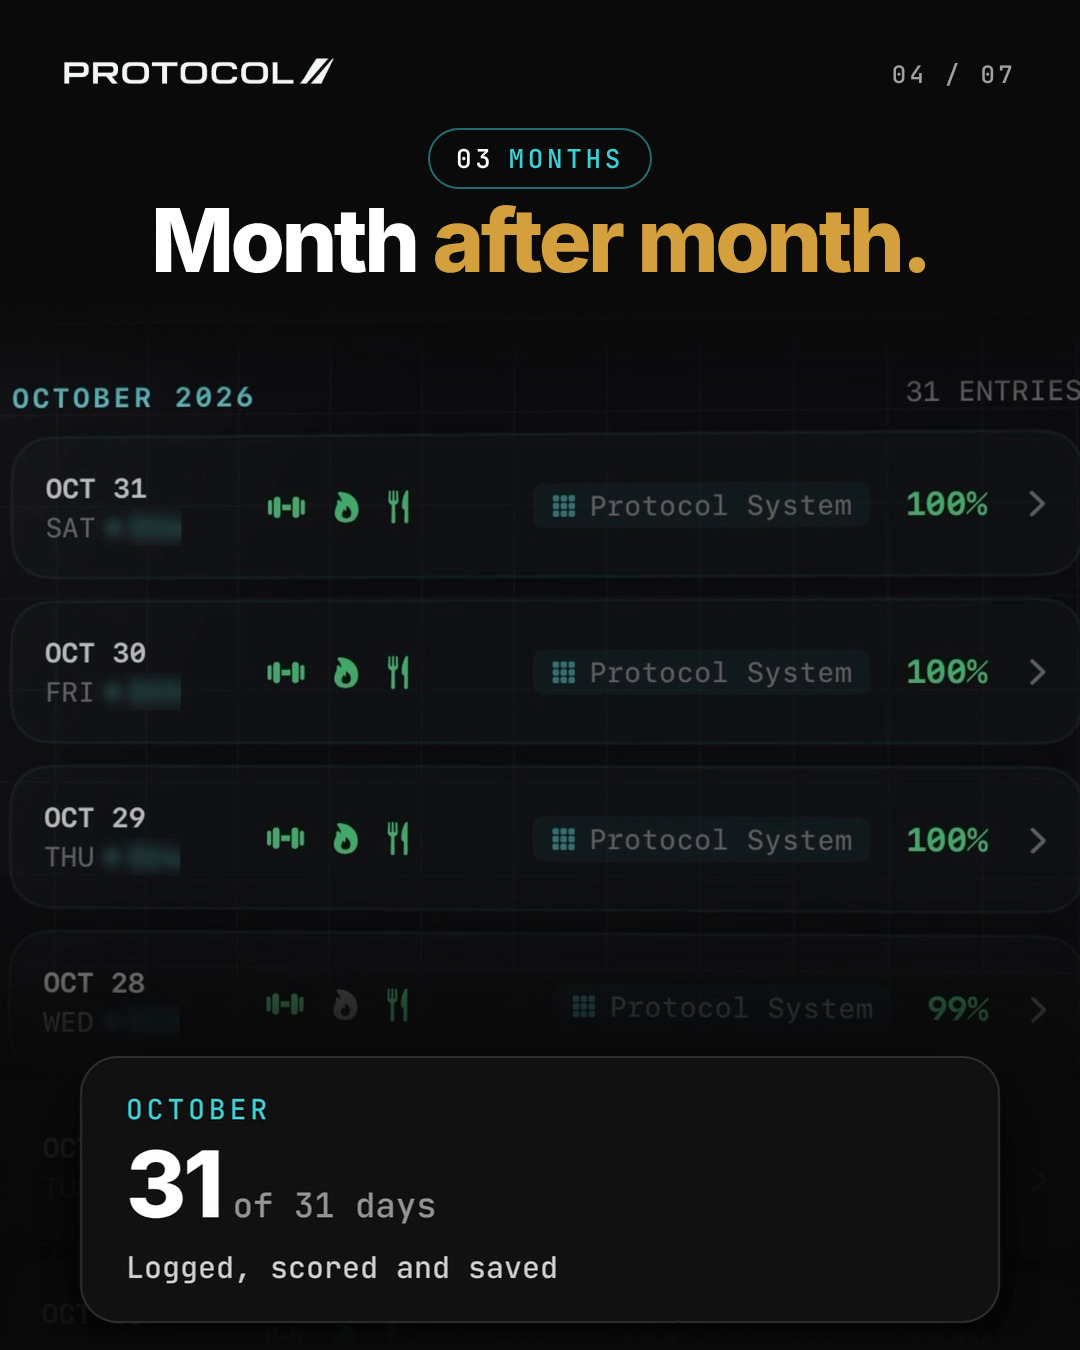 PROTOCOL
04 / 07
03 MONTHS
Month after month.
OCTOBER 2026
31 ENTRIES
OCT 31
SAT
Protocol System
100%
OCT 30
FRI
Protocol System
100%
OCT 29
THU
Protocol System
100%
OCT 28
WED
Protocol System
99%
OCTOBER
31 of 31 days
Logged, scored and saved